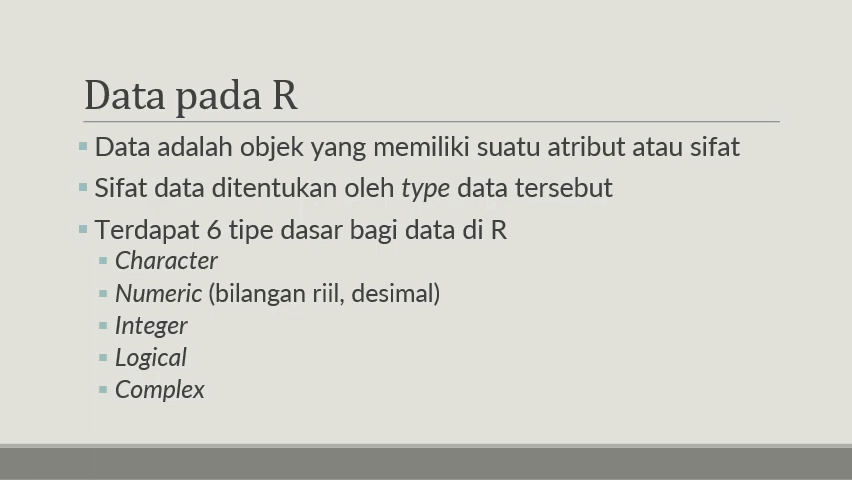 Data pada R
Data adalah objek yang memiliki suatu atribut atau sifat
Sifat data ditentukan oleh type data tersebut
Terdapat 6 tipe dasar bagi data di R
Character
Numeric (bilangan riil, desimal)
Integer
Logical
Complex